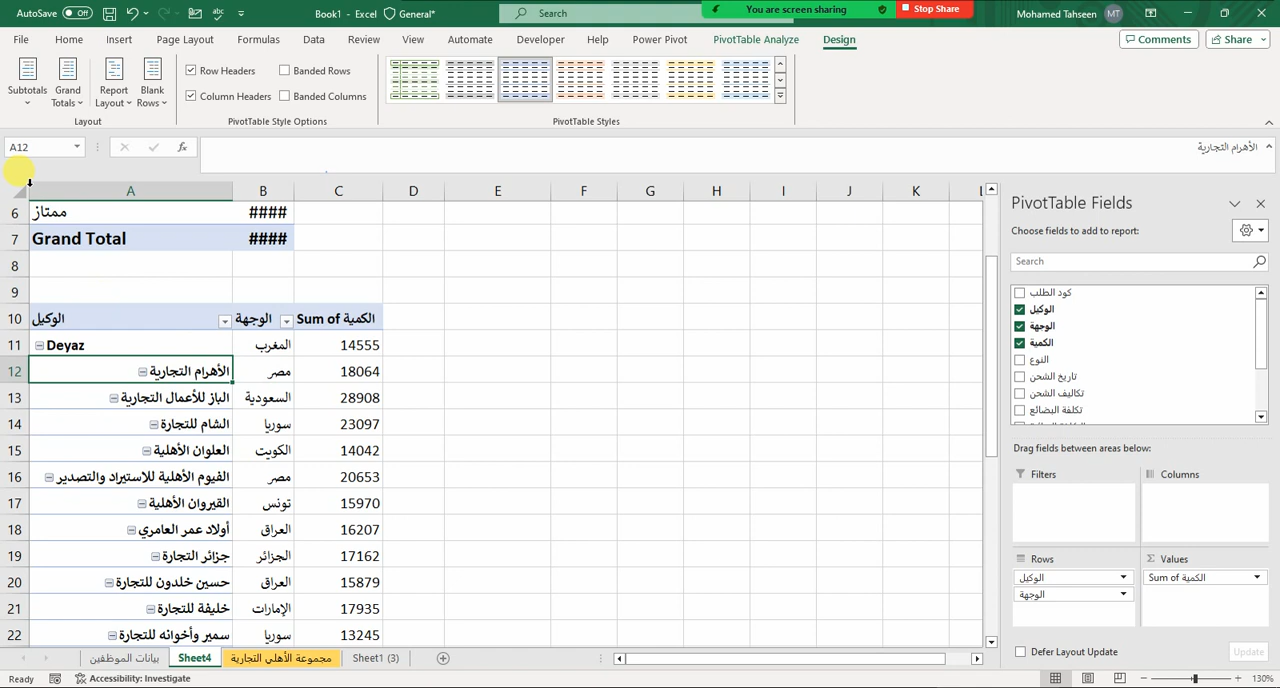 AutoSave Off Book1 - Excel General* Search You are screen sharing Stop Share Mohamed Tahseen MT
File Home Insert Page Layout Formulas Data Review View Automate Developer Help Power Pivot PivotTable Analyze Design Comments Share
Subtotals Grand Totals Report Layout Blank Rows
Row Headers Banded Rows
Column Headers Banded Columns
Layout PivotTable Style Options PivotTable Styles
A12 fx الأهرام التجارية
A B C D E F G H I J K
6 ممتاز ####
7 Grand Total ####
8
9
10 الوكيل الوجهة Sum of الكمية
11 Deyaz المغرب 14555
12 الأهرام التجارية مصر 18064
13 الباز للأعمال التجارية السعودية 28908
14 الشام للتجارة سوريا 23097
15 العلوان الأهلية الكويت 14042
16 الفيوم الأهلية للاستيراد والتصدير مصر 20653
17 القيروان الأهلية تونس 15970
18 أولاد عمر العامري العراق 16207
19 جزائر التجارة الجزائر 17162
20 حسين خلدون للتجارة العراق 15879
21 خليفة للتجارة الإمارات 17935
22 سمير وأخوانه للتجارة سوريا 13245
PivotTable Fields
Choose fields to add to report:
Search
كود الطلب
الوكيل
الوجهة
الكمية
النوع
تاريخ الشحن
تكاليف الشحن
تكلفة البضائع
Drag fields between areas below:
Filters Columns
Rows Values
الوكيل Sum of الكمية
الوجهة
Defer Layout Update Update
بيانات الموظفين Sheet4 مجموعة الأهلي التجارية Sheet1 (3)
Ready Accessibility: Investigate 130%